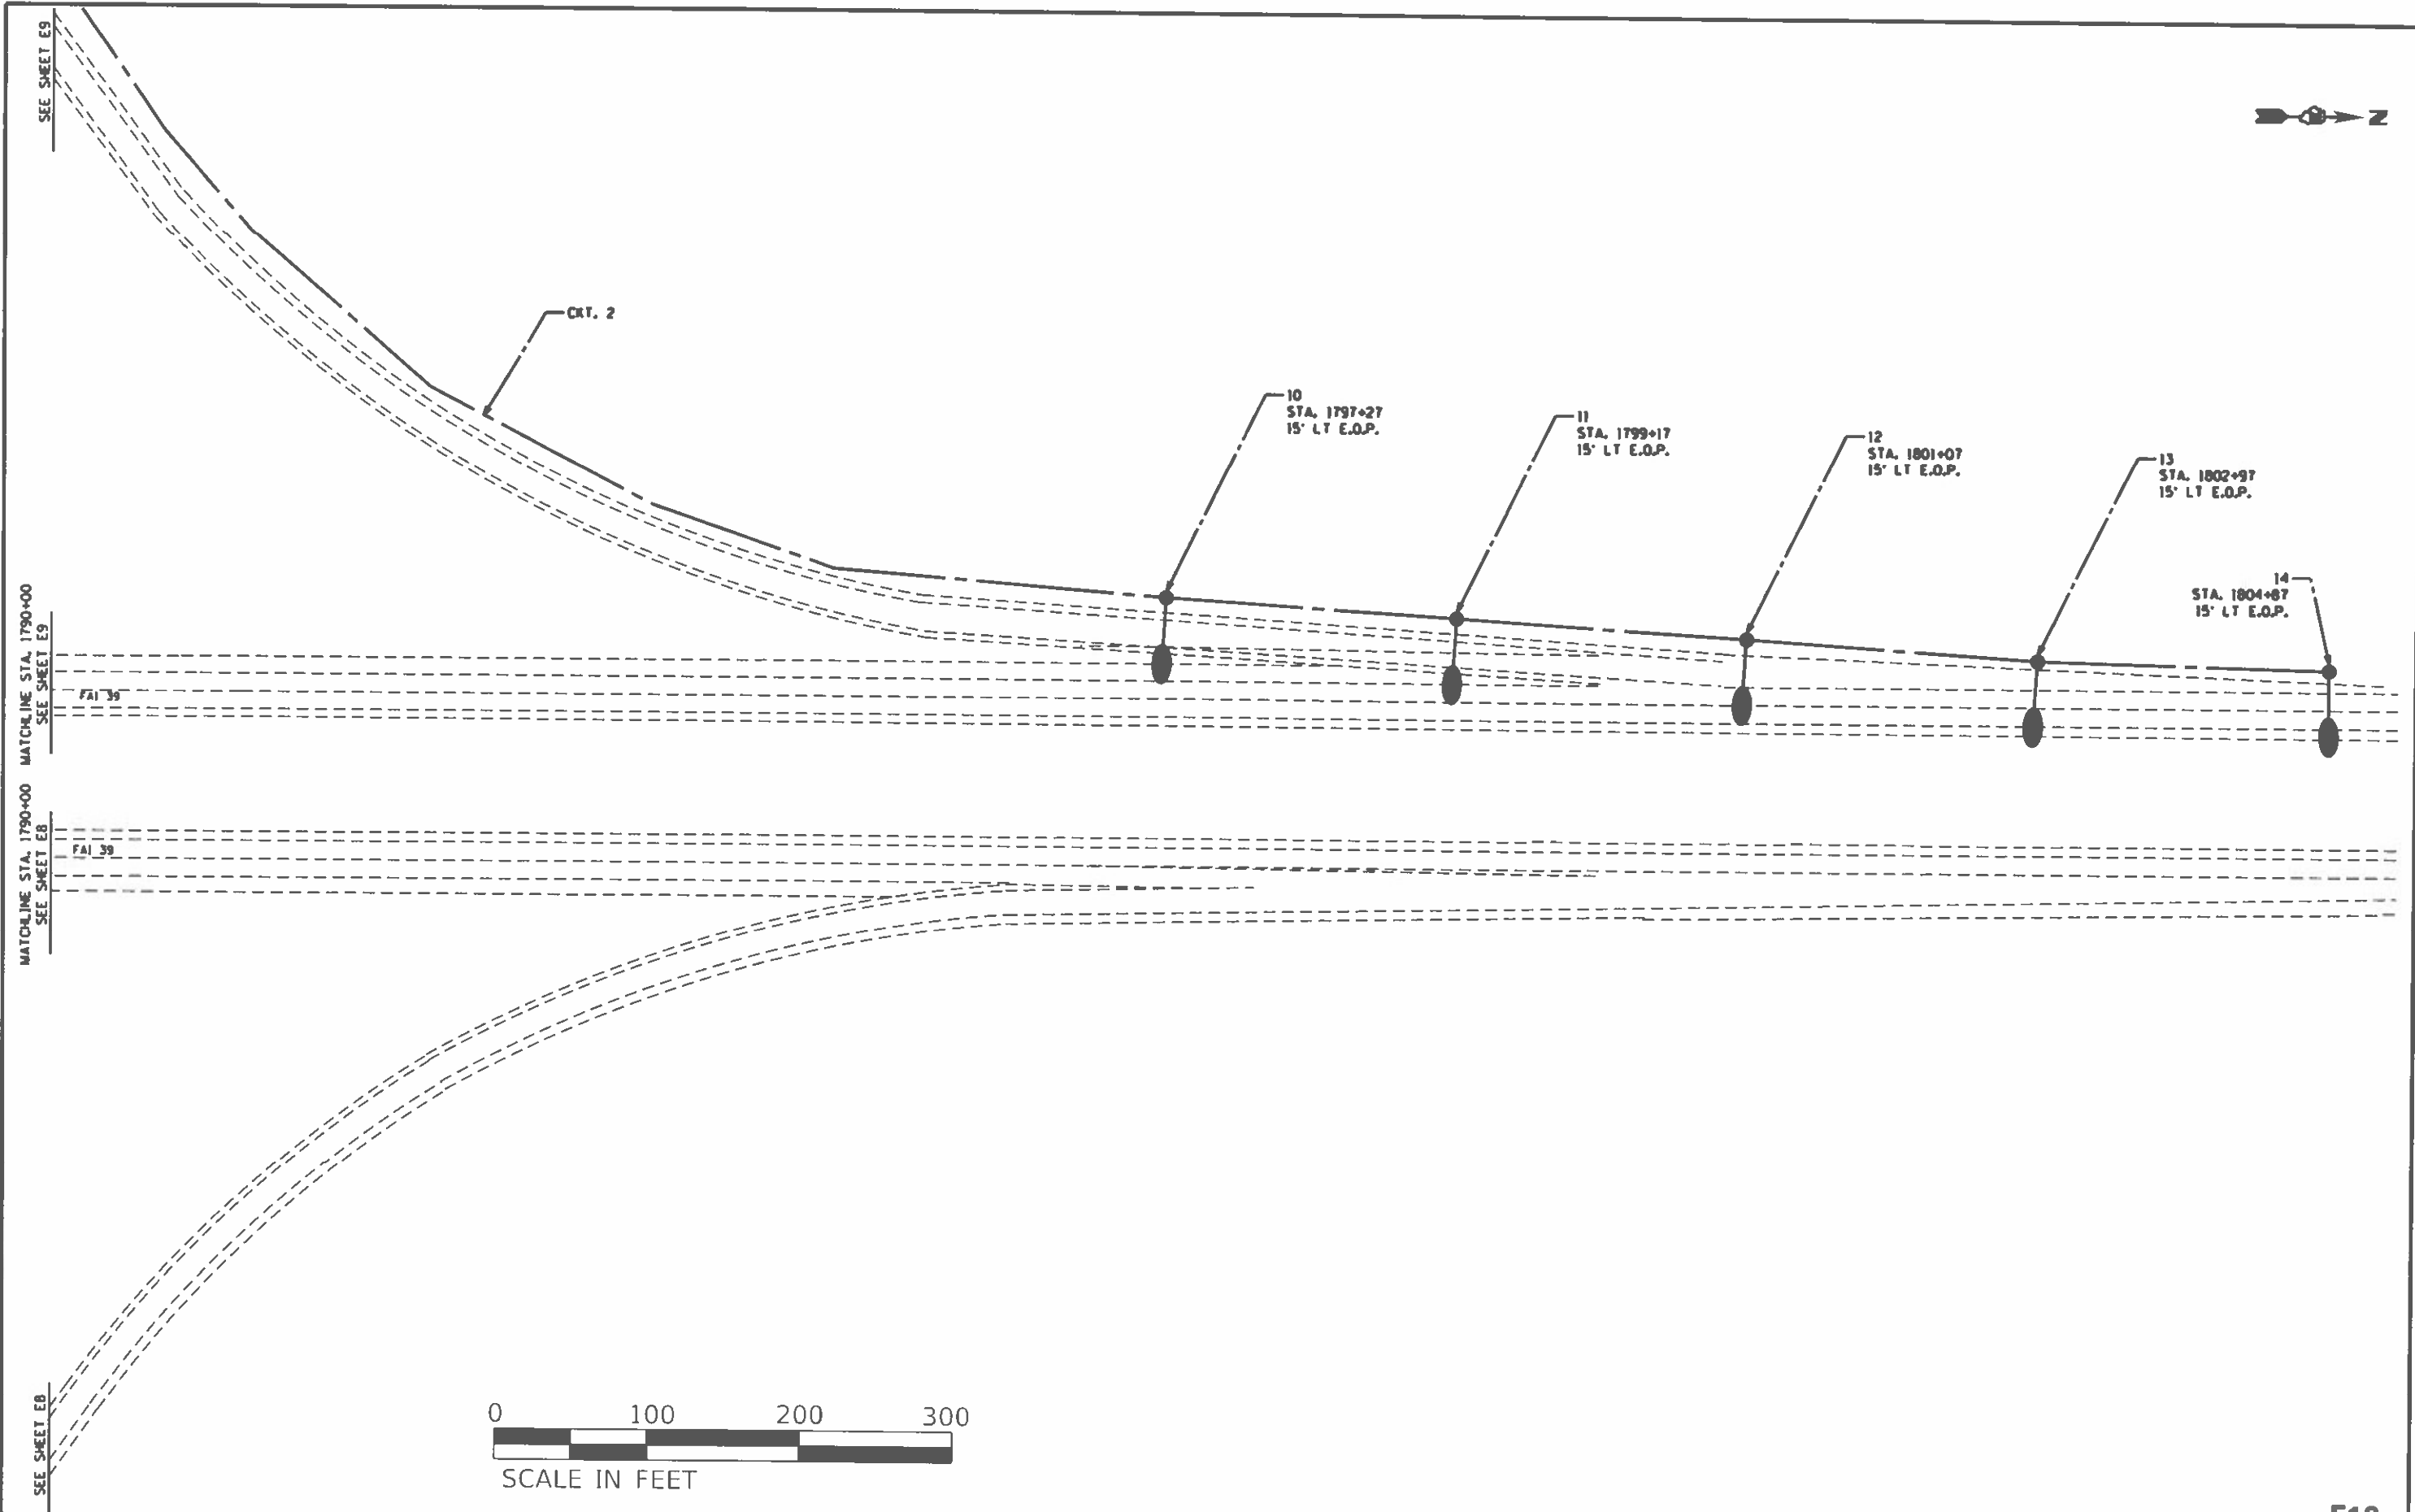 SEE SHEET E9
N
CKT. 2
10
STA. 1797+27
15' LT E.O.P.
11
STA. 1799+17
15' LT E.O.P.
12
STA. 1801+07
15' LT E.O.P.
13
STA. 1802+97
15' LT E.O.P.
14
STA. 1804+87
15' LT E.O.P.
MATCHLINE STA. 1790+00
SEE SHEET E9
FAI 39
MATCHLINE STA. 1790+00
SEE SHEET E8
FAI 39
SEE SHEET E8
0 100 200 300
SCALE IN FEET